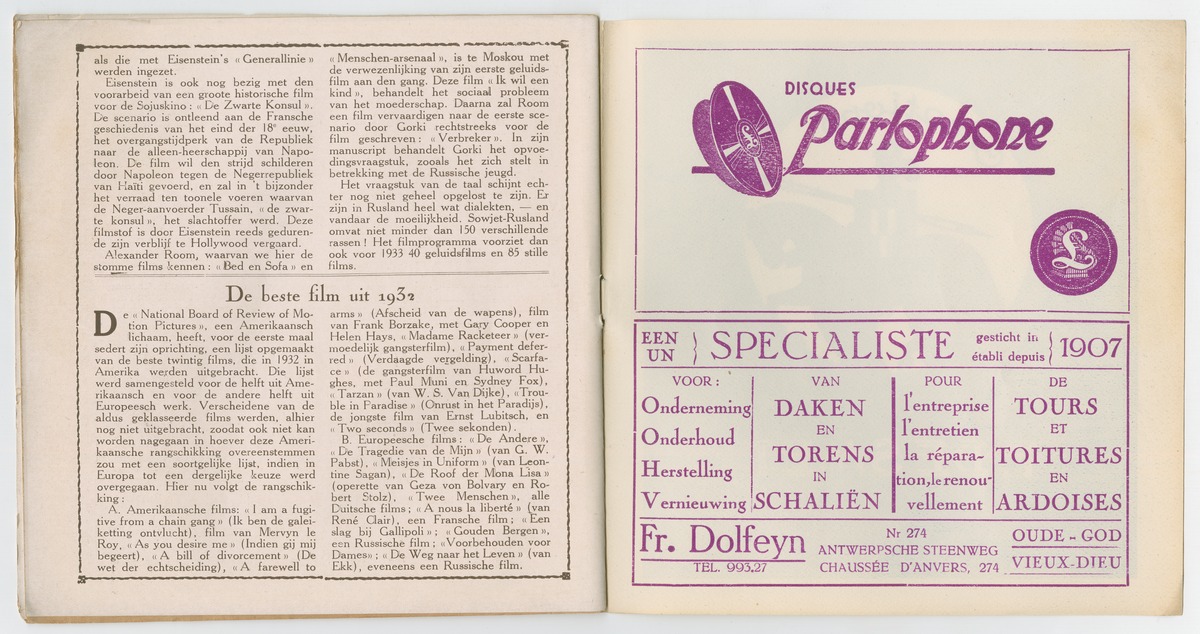 als die met Eisenstein's « Generallinie »
werden ingezet.
Eisenstein is ook nog bezig met den
voorarbeid van een groote historische film
voor de Sojuskino : « De Zwarte Konsul ».
De scenario is ontleend aan de Fransche
geschiedenis van het eind der 18e eeuw,
het overgangstijdperk van de Republiek
naar de alleen-heerschappij van Napo-
leon. De film wil den strijd schilderen
door Napoleon tegen de Negerrepubliek
van Haïti gevoerd, en zal in 't bijzonder
het verraad ten toonele voeren waarvan
de Neger-aanvoerder Tussain, « de zwar-
te konsul », het slachtoffer werd. Deze
filmstof is door Eisenstein reeds geduren-
de zijn verblijf te Hollywood vergaard.
Alexander Room, waarvan we hier de
stomme films kennen : « Bed en Sofa » en
« Menschen-arsenaal », is te Moskou met
de verwezenlijking van zijn eerste geluids-
film aan den gang. Deze film « Ik wil een
kind », behandelt het sociaal probleem
van het moederschap. Daarna zal Room
een film vervaardigen naar de eerste sce-
nario door Gorki rechtstreeks voor de
film geschreven : « Verbreker ». In zijn
manuscript behandelt Gorki het opvoe-
dingsvraagstuk, zooals het zich stelt in
betrekking met de Russische jeugd.
Het vraagstuk van de taal schijnt ech-
ter nog niet geheel opgelost te zijn. Er
zijn in Rusland heel wat dialekten, — en
vandaar de moeilijkheid. Sowjet-Rusland
omvat niet minder dan 150 verschillende
rassen ! Het filmprogramma voorziet dan
ook voor 1933 40 geluidsfilms en 85 stille
films.
De beste film uit 1932
De « National Board of Review of Mo-
tion Pictures », een Amerikaansch
lichaam, heeft, voor de eerste maal
sedert zijn oprichting, een lijst opgemaakt
van de beste twintig films, die in 1932 in
Amerika werden uitgebracht. Die lijst
werd samengesteld voor de helft uit Ame-
rikaansch en voor de andere helft uit
Europeesch werk. Verscheidene van de
aldus geklasseerde films werden, alhier
nog niet uitgebracht, zoodat ook niet kan
worden nagegaan in hoever deze Ameri-
kaansche rangschikking overeenstemmen
zou met een soortgelijke lijst, indien in
Europa tot een dergelijke keuze werd
overgegaan. Hier nu volgt de rangschik-
king :
A. Amerikaansche films: « I am a fugi-
tive from a chain gang » (Ik ben de galei-
ketting ontvlucht), film van Mervyn le
Roy, « As you desire me » (Indien gij mij
begeert), « A bill of divorcement » (De
wet der echtscheiding), « A farewell to
arms » (Afscheid van de wapens), film
van Frank Borzake, met Gary Cooper en
Helen Hays, « Madame Racketeer » (ver-
moedelijk gangsterfilm), « Payment defer-
red » (Verdaagde vergelding), « Scarfa-
ce » (de gangsterfilm van Huword Hu-
ghes, met Paul Muni en Sydney Fox),
« Tarzan » (van W. S. Van Dijke), «Trou-
ble in Paradise » (Onrust in het Paradijs),
de jongste film van Ernst Lubitsch, en
« Two seconds » (Twee sekonden).
B. Europeesche films : « De Andere »,
« De Tragedie van de Mijn » (van G. W.
Pabst), « Meisjes in Uniform » (van Leon-
tine Sagan), « De Roof der Mona Lisa »
(operette van Geza von Bolvary en Ro-
bert Stolz), « Twee Menschen », alle
Duitsche films ; « A nous la liberté » (van
René Clair), een Fransche film ; « Een
slag bij Gallipoli » ; « Gouden Bergen »,
een Russische film ; «Voorbehouden voor
Dames» ; « De Weg naar het Leven » (van
Ekk), eveneens een Russische film.
DISQUES
Parlophone
£
EEN
UN
SPECIALISTE
gesticht in
établi depuis
1907
VOOR :
Onderneming
Onderhoud
Herstelling
Vernieuwing
VAN
DAKEN
EN
TORENS
IN
SCHALIËN
POUR
l'entreprise
l'entretien
la répara-
tion, le renou-
vellement
DE
TOURS
ET
TOITURES
EN
ARDOISES
Fr. Dolfeyn
TEL. 993,27
Nr 274
ANTWERPSCHE STEENWEG
CHAUSSÉE D'ANVERS, 274
OUDE - GOD
VIEUX-DIEU